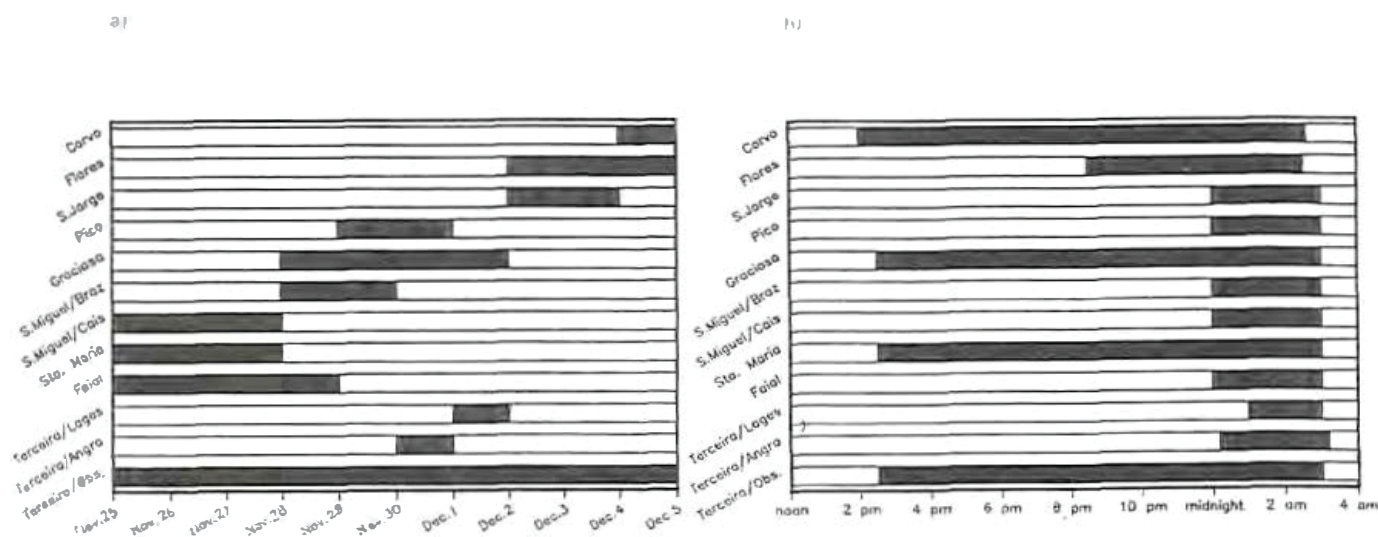 a)
Corvo
Flores
S.Jorge
Pico
Graciosa
S.Miguel/Braz
S.Miguel/Cais
Sta. Maria
Faial
Terceira/Lages
Terceira/Angra
Terceira/Obs.
Nov.25 Nov.26 Nov.27 Nov.28 Nov.29 Nov.30 Dec.1 Dec.2 Dec.3 Dec.4 Dec.5
Corvo
Flores
S.Jorge
Pico
Graciosa
S.Miguel/Braz
S.Miguel/Cais
Sta. Maria
Faial
Terceira/Lages
Terceira/Angra
Terceira/Obs.
noon 2 pm 4 pm 6 pm 8 pm 10 pm midnight 2 am 4 am